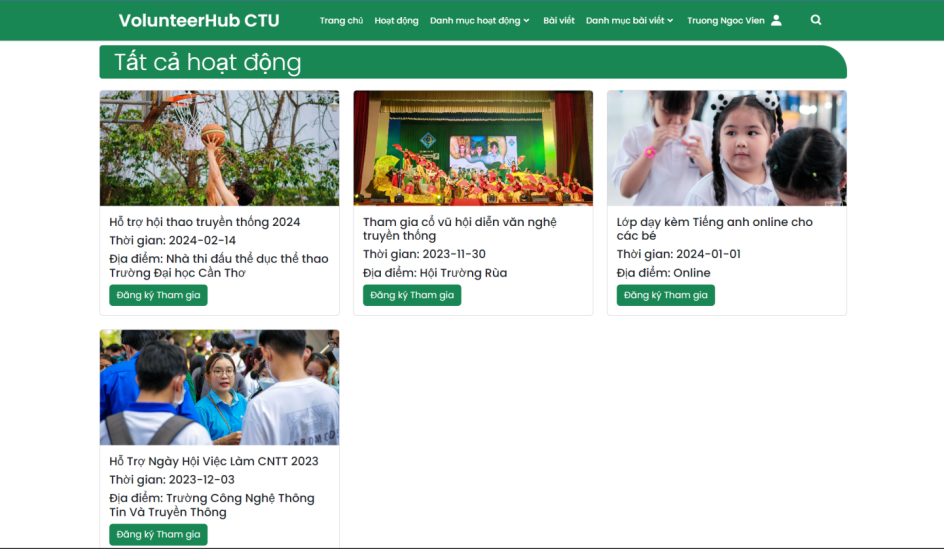 VolunteerHub CTU
Trang chủ
Hoạt động
Danh mục hoạt động
Bài viết
Danh mục bài viết
Truong Ngoc Vien
Tất cả hoạt động
Hỗ trợ hội thao truyền thống 2024
Thời gian: 2024-02-14
Địa điểm: Nhà thi đấu thể dục thể thao
Trường Đại học Cần Thơ
Đăng ký Tham gia
Tham gia cổ vũ hội diễn văn nghệ
truyền thống
Thời gian: 2023-11-30
Địa điểm: Hội Trường Rùa
Đăng ký Tham gia
Lớp dạy kèm Tiếng anh online cho
các bé
Thời gian: 2024-01-01
Địa điểm: Online
Đăng ký Tham gia
Hỗ Trợ Ngày Hội Việc Làm CNTT 2023
Thời gian: 2023-12-03
Địa điểm: Trường Công Nghệ Thông
Tin Và Truyền Thông
Đăng ký Tham gia